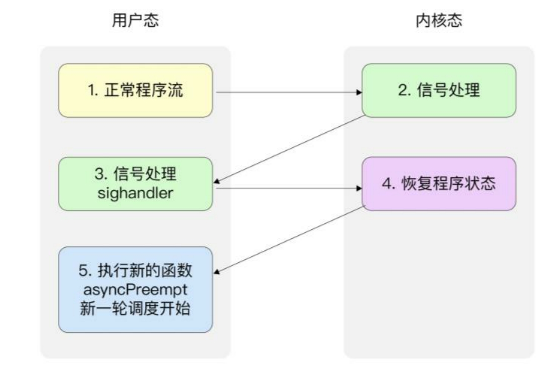 用户态
内核态
1. 正常程序流
2. 信号处理
3. 信号处理
sighandler
4. 恢复程序状态
5. 执行新的函数
asyncPreempt
新一轮调度开始